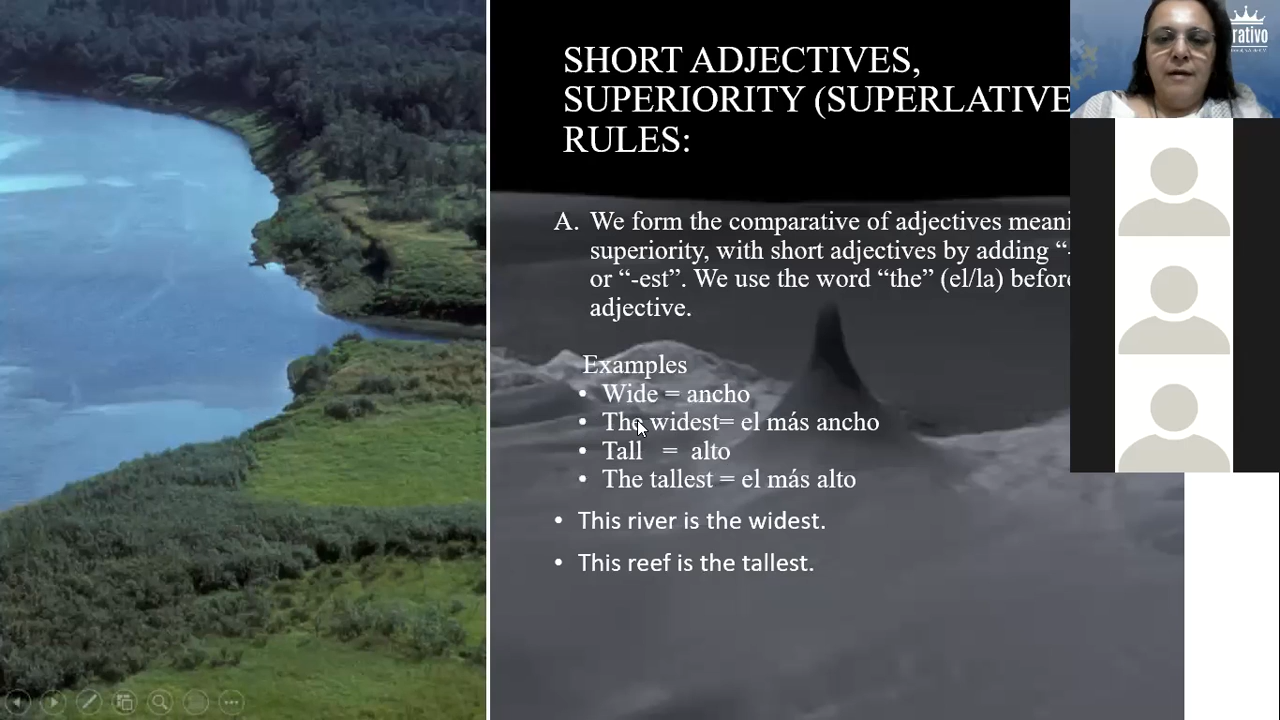 SHORT ADJECTIVES,
SUPERIORITY (SUPERLATIVE
RULES:
rativo
A. We form the comparative of adjectives
superiority, with short adjectives by adding
or “-est”. We use the word “the” (el/la)
adjective.
Examples
• Wide = ancho
• The widest= el más ancho
• Tall = alto
• The tallest = el más alto
• This river is the widest.
• This reef is the tallest.